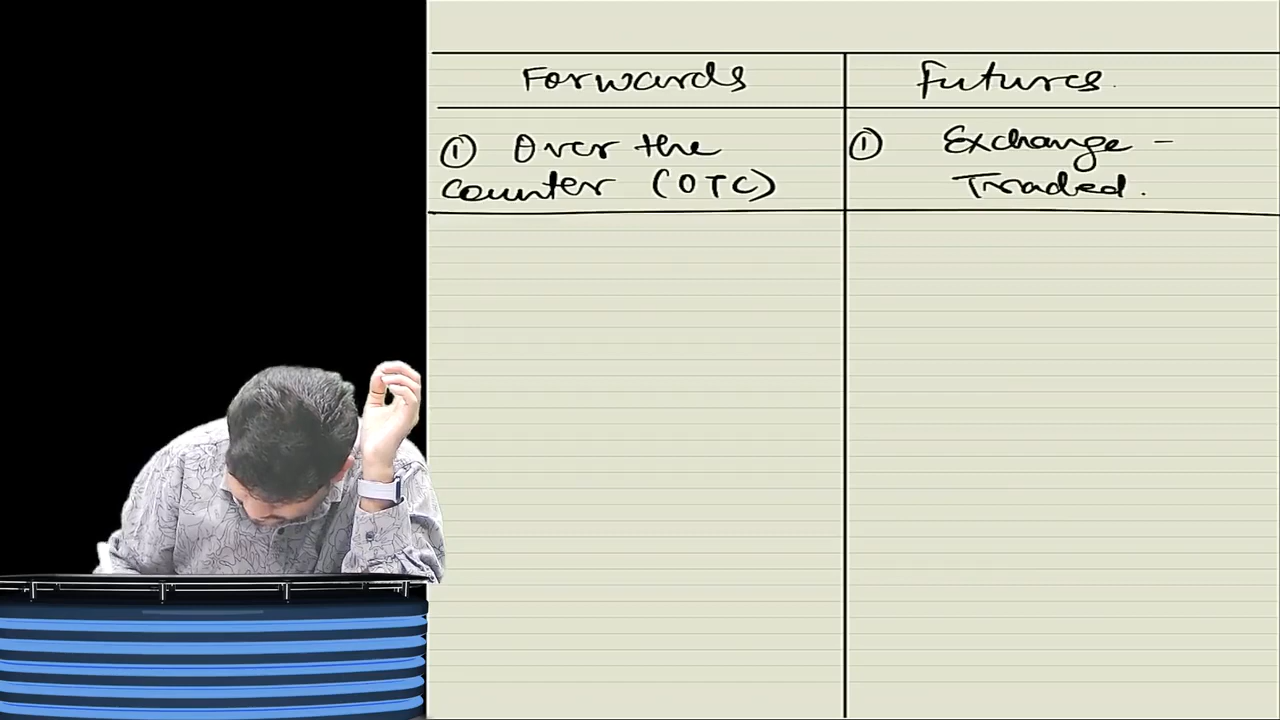 Forwards
Futures.
① Over the
counter (OTC)
① Exchange -
Traded.